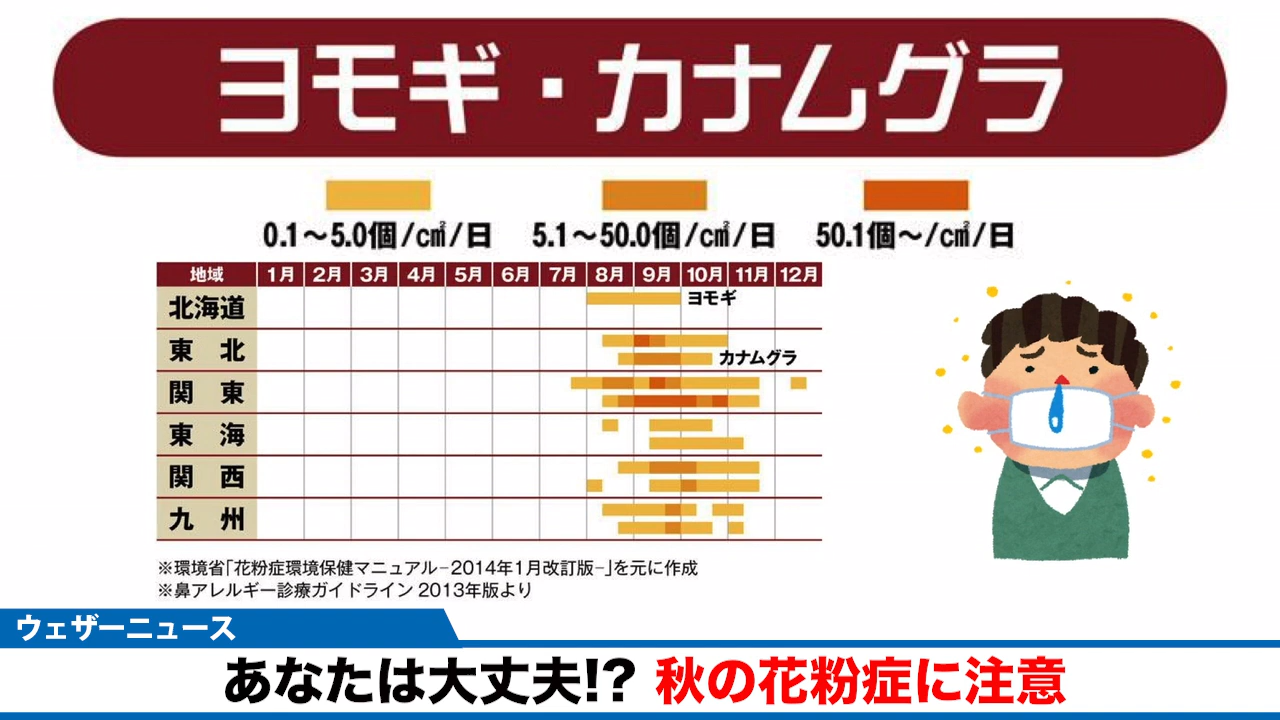 ヨモギ・カナムグラ
0.1～5.0個/c㎡/日 5.1～50.0個/c㎡/日 50.1個～/c㎡/日
地域 1月 2月 3月 4月 5月 6月 7月 8月 9月 10月 11月 12月
北海道 ヨモギ
東 北 カナムグラ
関 東
東 海
関 西
九 州
※環境省｢花粉症環境保健マニュアル−2014年1月改訂版−｣を元に作成
※鼻アレルギー診療ガイドライン 2013年版より
ウェザーニュース
あなたは大丈夫!? 秋の花粉症に注意